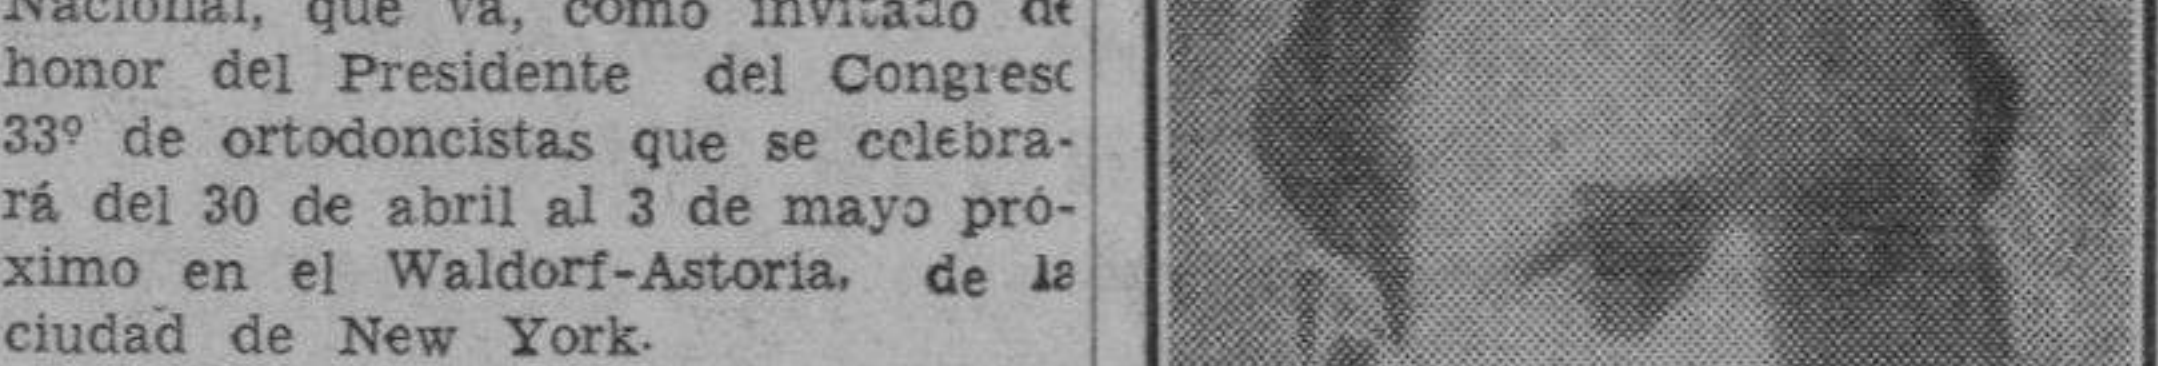 Nacional, que va, como invitado de
honor del Presidente del Congreso
33º de ortodoncistas que se celebra-
rá del 30 de abril al 3 de mayo pró-
ximo en el Waldorf-Astoria, de la
ciudad de New York.